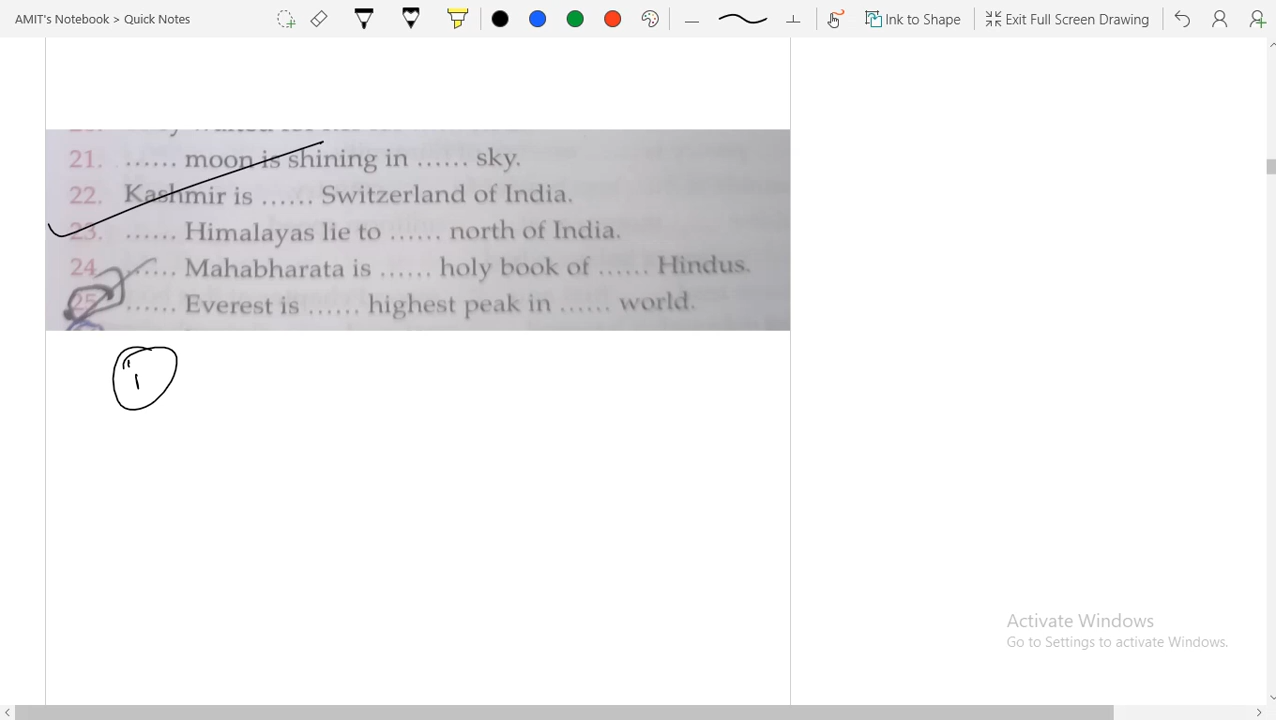 AMIT's Notebook > Quick Notes
Ink to Shape
Exit Full Screen Drawing
21. ...... moon is shining in ...... sky.
22. Kashmir is ...... Switzerland of India.
23. ...... Himalayas lie to ...... north of India.
24. ...... Mahabharata is ...... holy book of ...... Hindus.
25. ...... Everest is ...... highest peak in ...... world.
Activate Windows
Go to Settings to activate Windows.